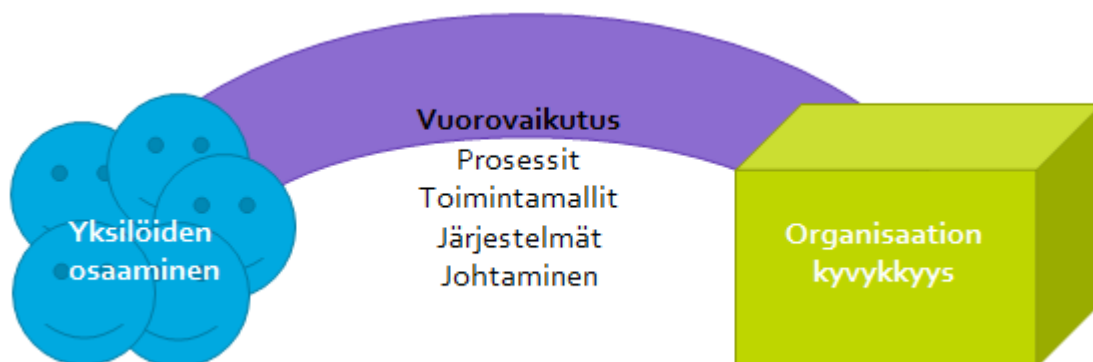 Vuorovaikutus
Prosessit
Toimintamallit
Järjestelmät
Johtaminen
Yksilöiden
osaaminen
Organisaation
kyvykkyys